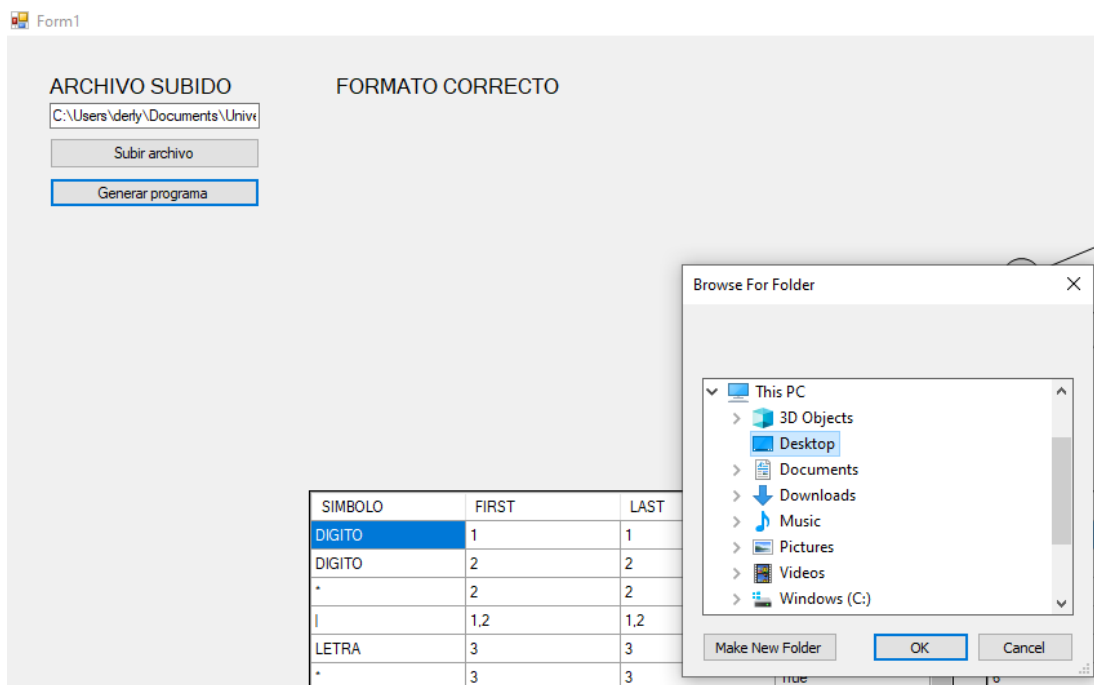 Form1
ARCHIVO SUBIDO
FORMATO CORRECTO
C:\Users\derly\Documents\Unive
Subir archivo
Generar programa
Browse For Folder
This PC
3D Objects
Desktop
Documents
Downloads
Music
Pictures
Videos
Windows (C:)
Make New Folder
OK
Cancel
SIMBOLO FIRST LAST
DIGITO 1 1
DIGITO 2 2
* 2 2
| 1,2 1,2
LETRA 3 3
* 3 3 True 6